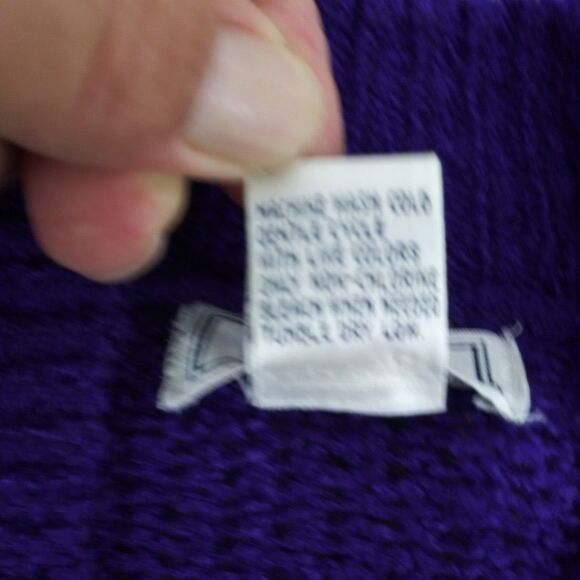 MACHINE WASH COLD
GENTLE CYCLE
WITH LIKE COLORS
ONLY NON-CHLORINE
BLEACH WHEN NEEDED
TUMBLE DRY LOW